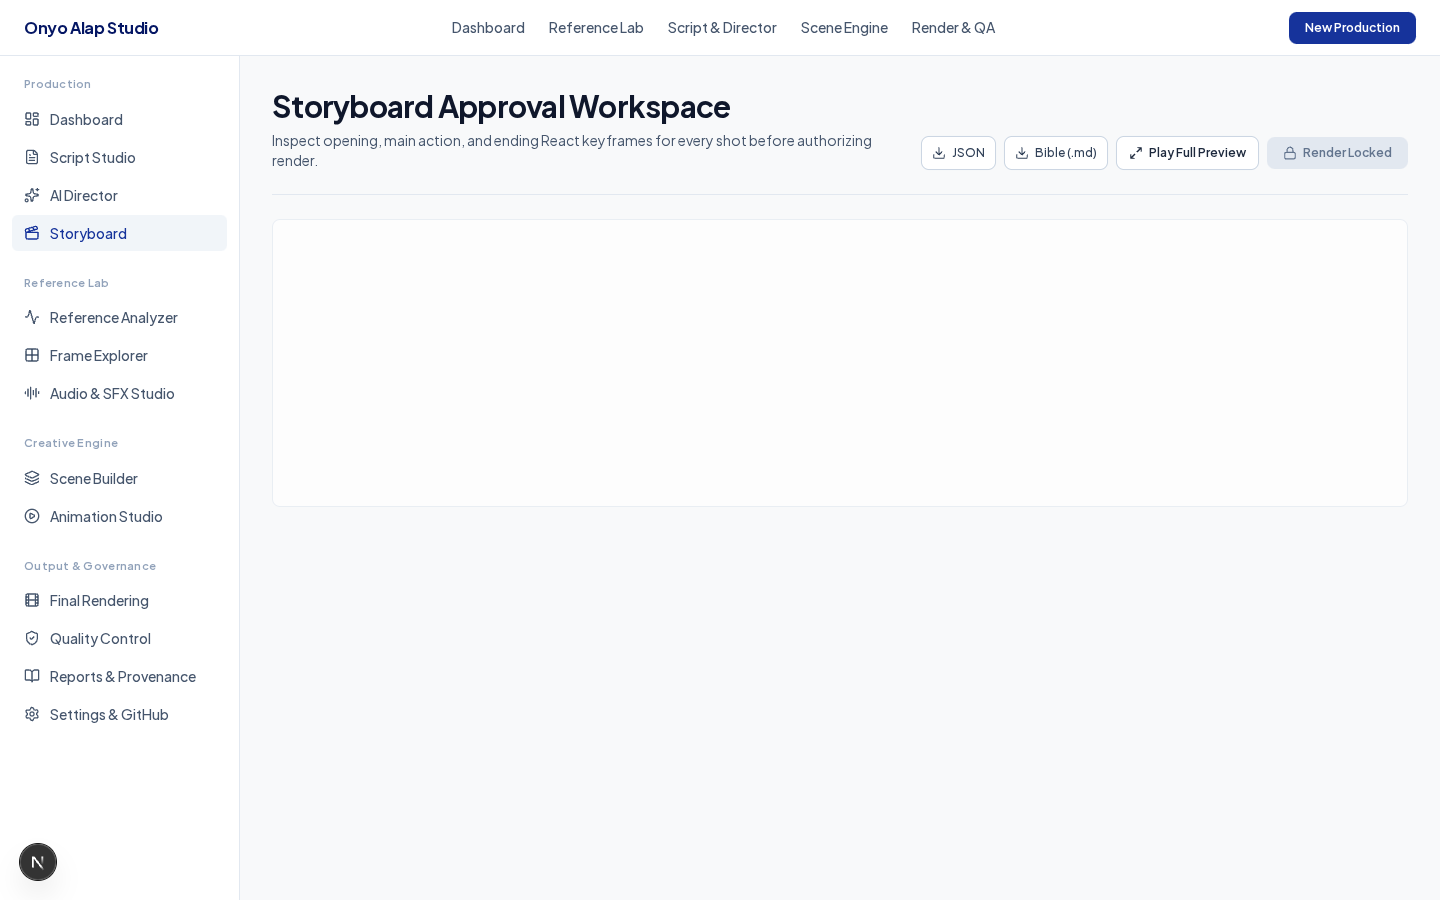 Onyo Alap Studio
Dashboard
Reference Lab
Script & Director
Scene Engine
Render & QA
New Production
Production
Dashboard
Script Studio
AI Director
Storyboard
Reference Lab
Reference Analyzer
Frame Explorer
Audio & SFX Studio
Creative Engine
Scene Builder
Animation Studio
Output & Governance
Final Rendering
Quality Control
Reports & Provenance
Settings & GitHub
N
Storyboard Approval Workspace
Inspect opening, main action, and ending React keyframes for every shot before authorizing
render.
JSON
Bible (.md)
Play Full Preview
Render Locked